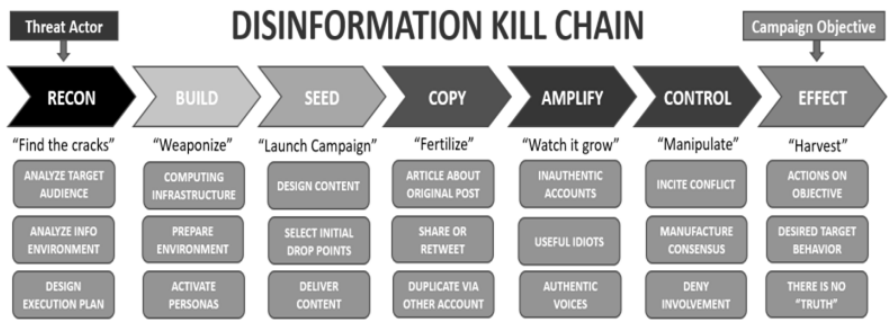 Threat Actor
DISINFORMATION KILL CHAIN
Campaign Objective
RECON
BUILD
SEED
COPY
AMPLIFY
CONTROL
EFFECT
“Find the cracks”
“Weaponize”
“Launch Campaign”
“Fertilize”
“Watch it grow”
“Manipulate”
“Harvest”
ANALYZE TARGET
AUDIENCE
COMPUTING
INFRASTRUCTURE
DESIGN CONTENT
ARTICLE ABOUT
ORIGINAL POST
INAUTHENTIC
ACCOUNTS
INCITE CONFLICT
ACTIONS ON
OBJECTIVE
ANALYZE INFO
ENVIRONMENT
PREPARE
ENVIRONMENT
SELECT INITIAL
DROP POINTS
SHARE OR
RETWEET
USEFUL IDIOTS
MANUFACTURE
CONSENSUS
DESIRED TARGET
BEHAVIOR
DESIGN
EXECUTION PLAN
ACTIVATE
PERSONAS
DELIVER
CONTENT
DUPLICATE VIA
OTHER ACCOUNT
AUTHENTIC
VOICES
DENY
INVOLVEMENT
THERE IS NO
“TRUTH”